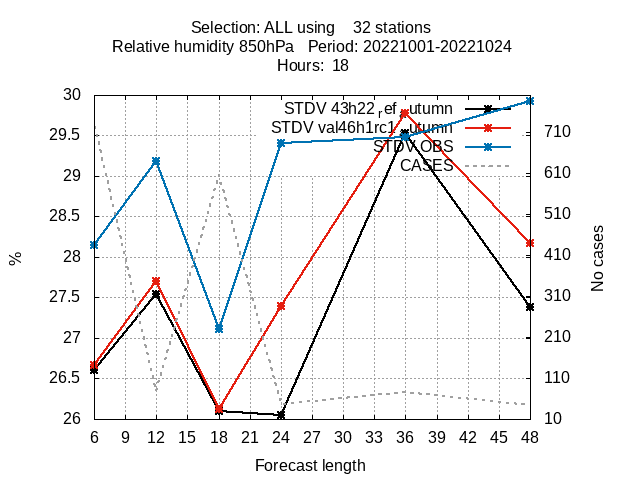 Selection: ALL using    32 stations
Relative humidity 850hPa   Period: 20221001-20221024
Hours:  18
30
29.5
29
28.5
28
27.5
27
26.5
26
%
STDV 43h22_ref_utumn
STDV val46h1rc1_utumn
STDV OBS
CASES
710
610
510
410
310
210
110
10
No cases
6 9 12 15 18 21 24 27 30 33 36 39 42 45 48
Forecast length